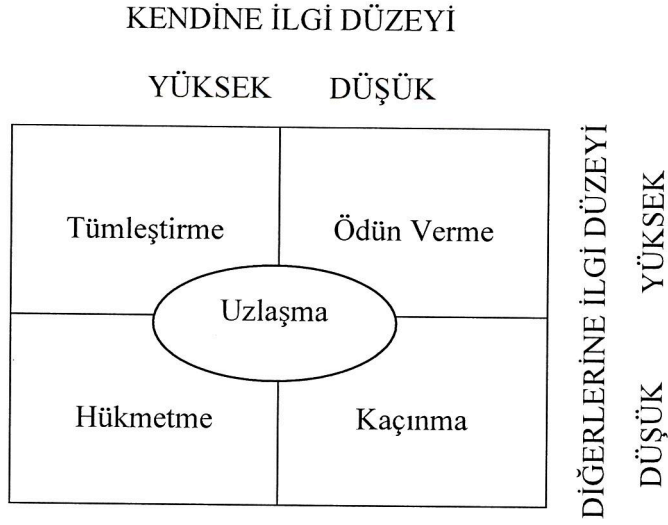 KENDİNE İLGİ DÜZEYİ
YÜKSEK DÜŞÜK
Tümleştirme
Ödün Verme
Uzlaşma
Hükmetme
Kaçınma
DİĞERLERİNE İLGİ DÜZEYİ
YÜKSEK
DÜŞÜK